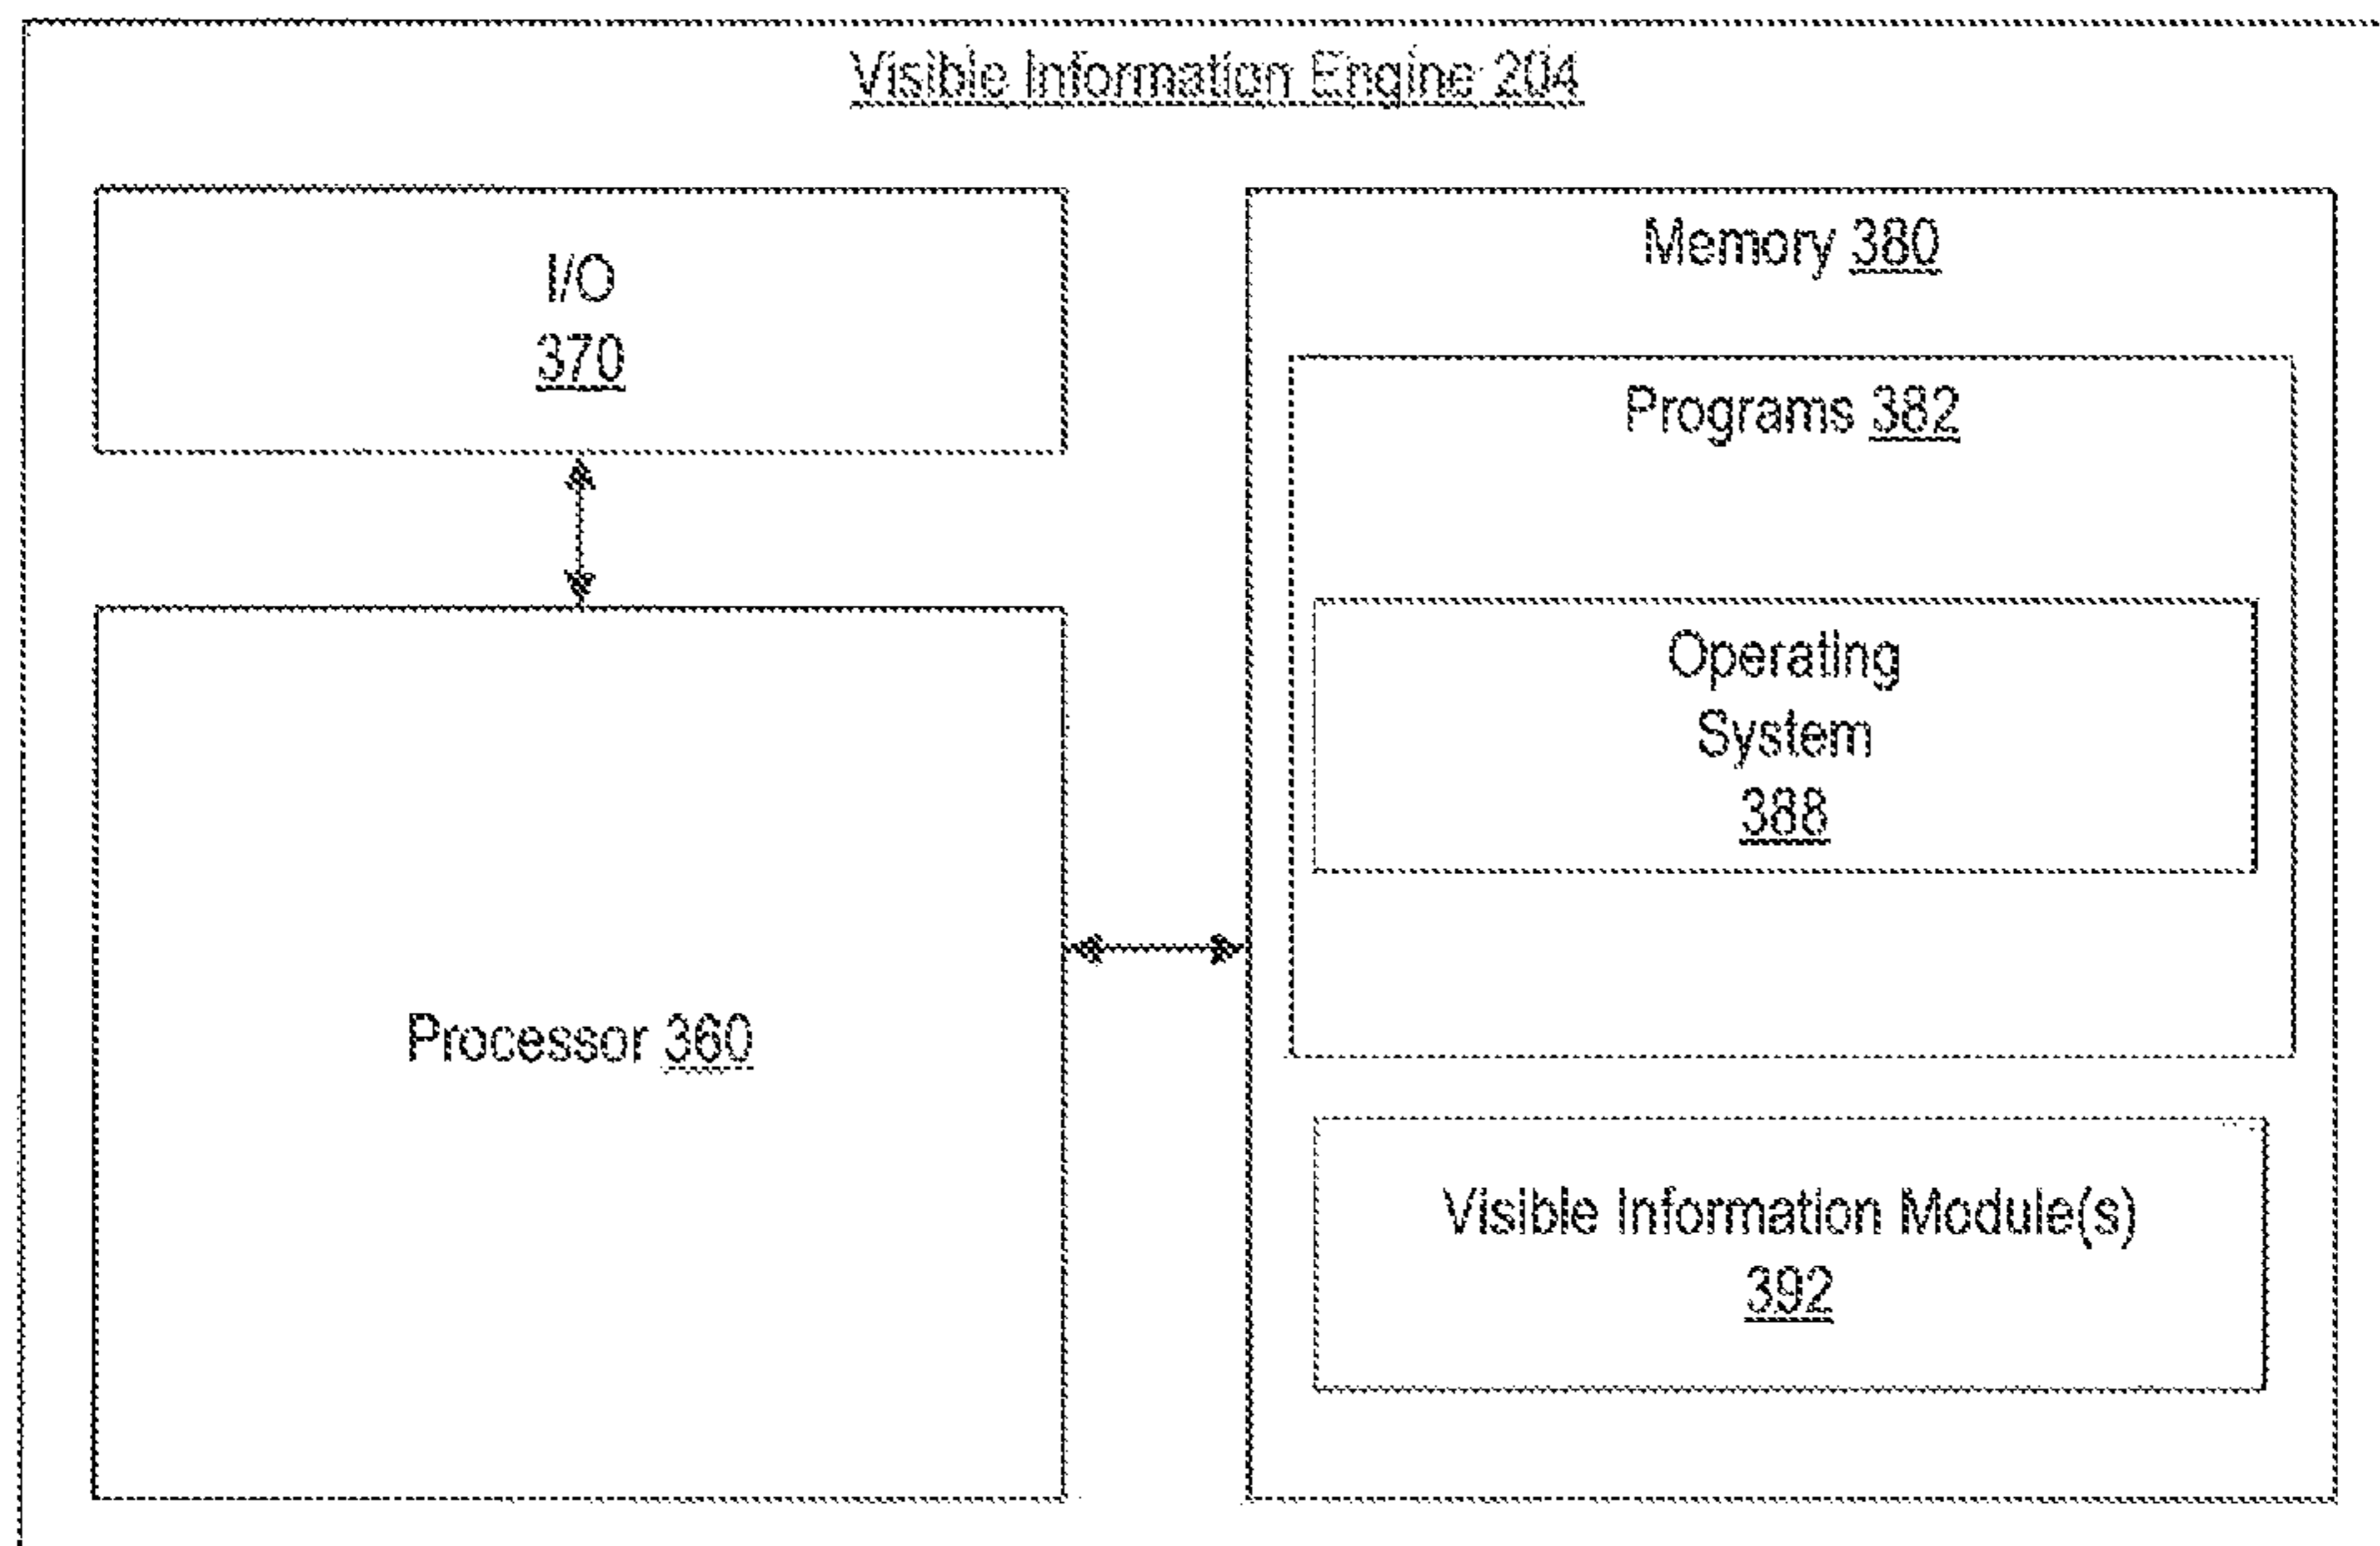 Visible Information Engine 204
I/O
370
Memory 380
Programs 382
Operating
System
388
Processor 360
Visible Information Module(s)
392